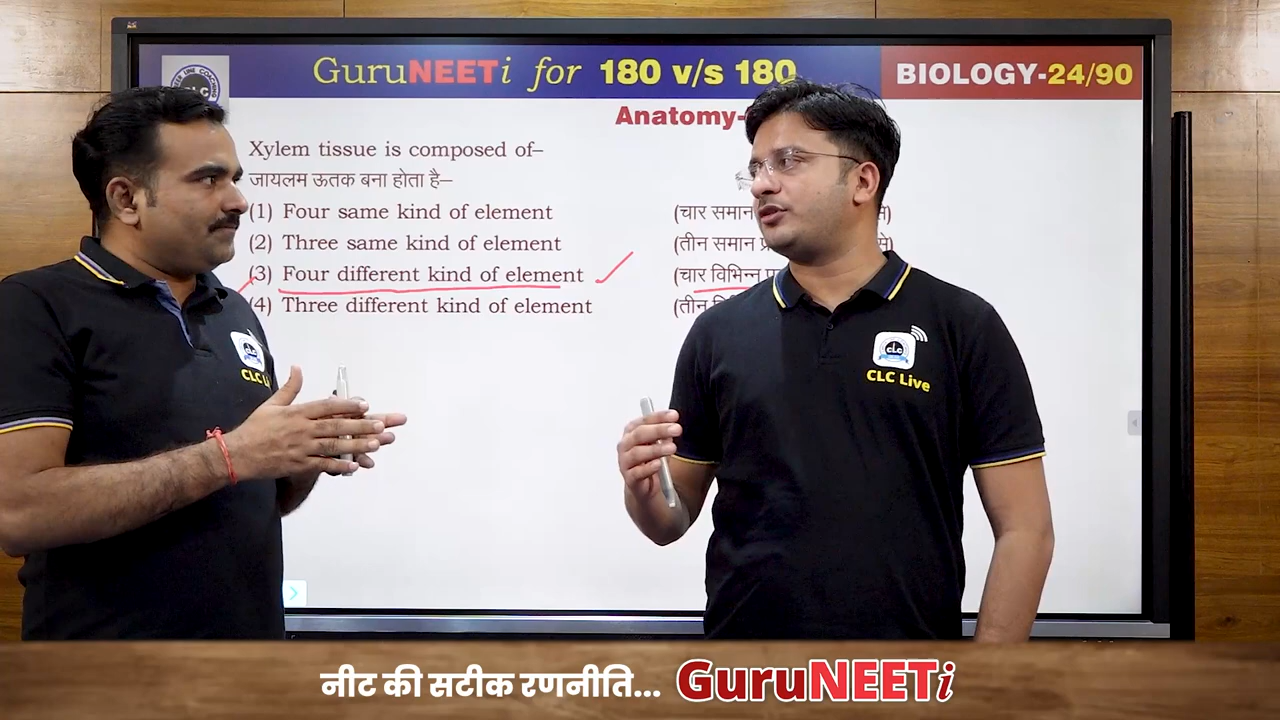 GuruNEETi for 180 v/s 180
BIOLOGY-24/90
Anatomy-
Xylem tissue is composed of–
जायलम ऊतक बना होता है–
(1) Four same kind of element (चार समान
(2) Three same kind of element (तीन समान
(3) Four different kind of element (चार विभिन्न
(4) Three different kind of element (तीन
CLC
CLC Live
नीट की सटीक रणनीति... GuruNEETi